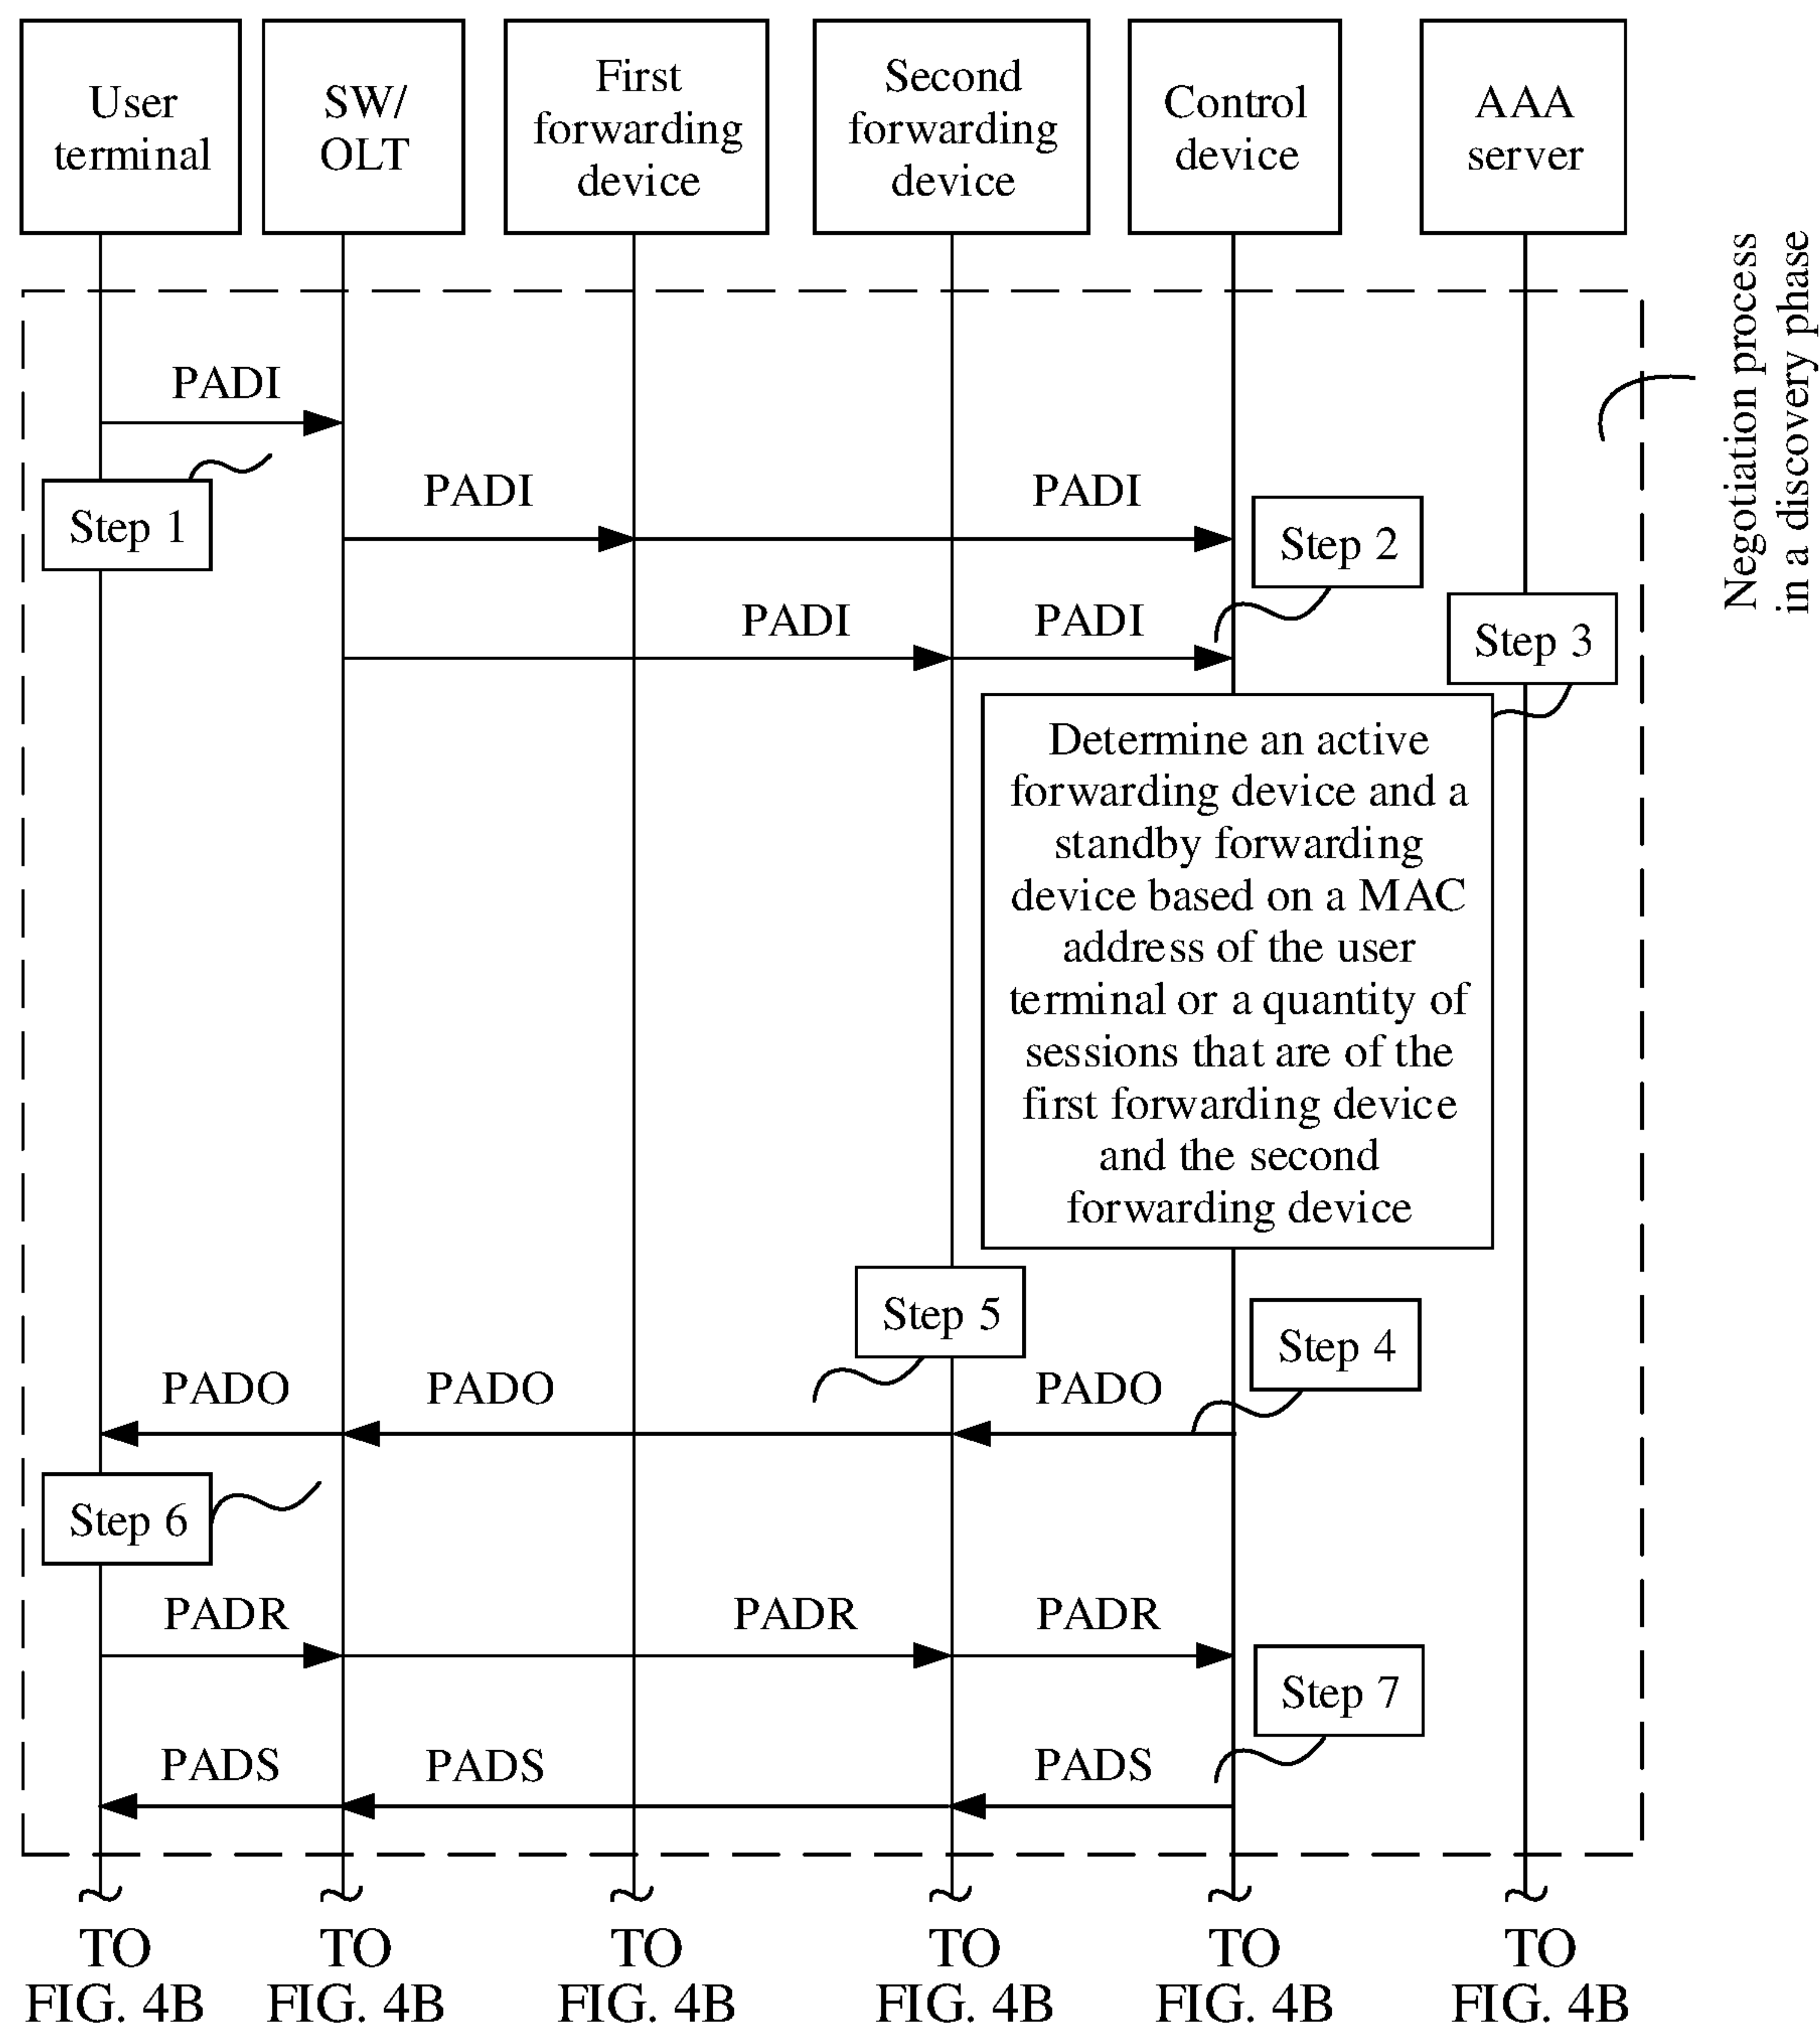 User
terminal
SW/
OLT
First
forwarding
device
Second
forwarding
device
Control
device
AAA
server
Negotiation process
in a discovery phase
PADI
Step 1
PADI
PADI
Step 2
PADI
PADI
Step 3
Determine an active
forwarding device and a
standby forwarding
device based on a MAC
address of the user
terminal or a quantity of
sessions that are of the
first forwarding device
and the second
forwarding device
Step 5
Step 4
PADO
PADO
PADO
Step 6
PADR
PADR
PADR
Step 7
PADS
PADS
PADS
TO
FIG. 4B
TO
FIG. 4B
TO
FIG. 4B
TO
FIG. 4B
TO
FIG. 4B
TO
FIG. 4B